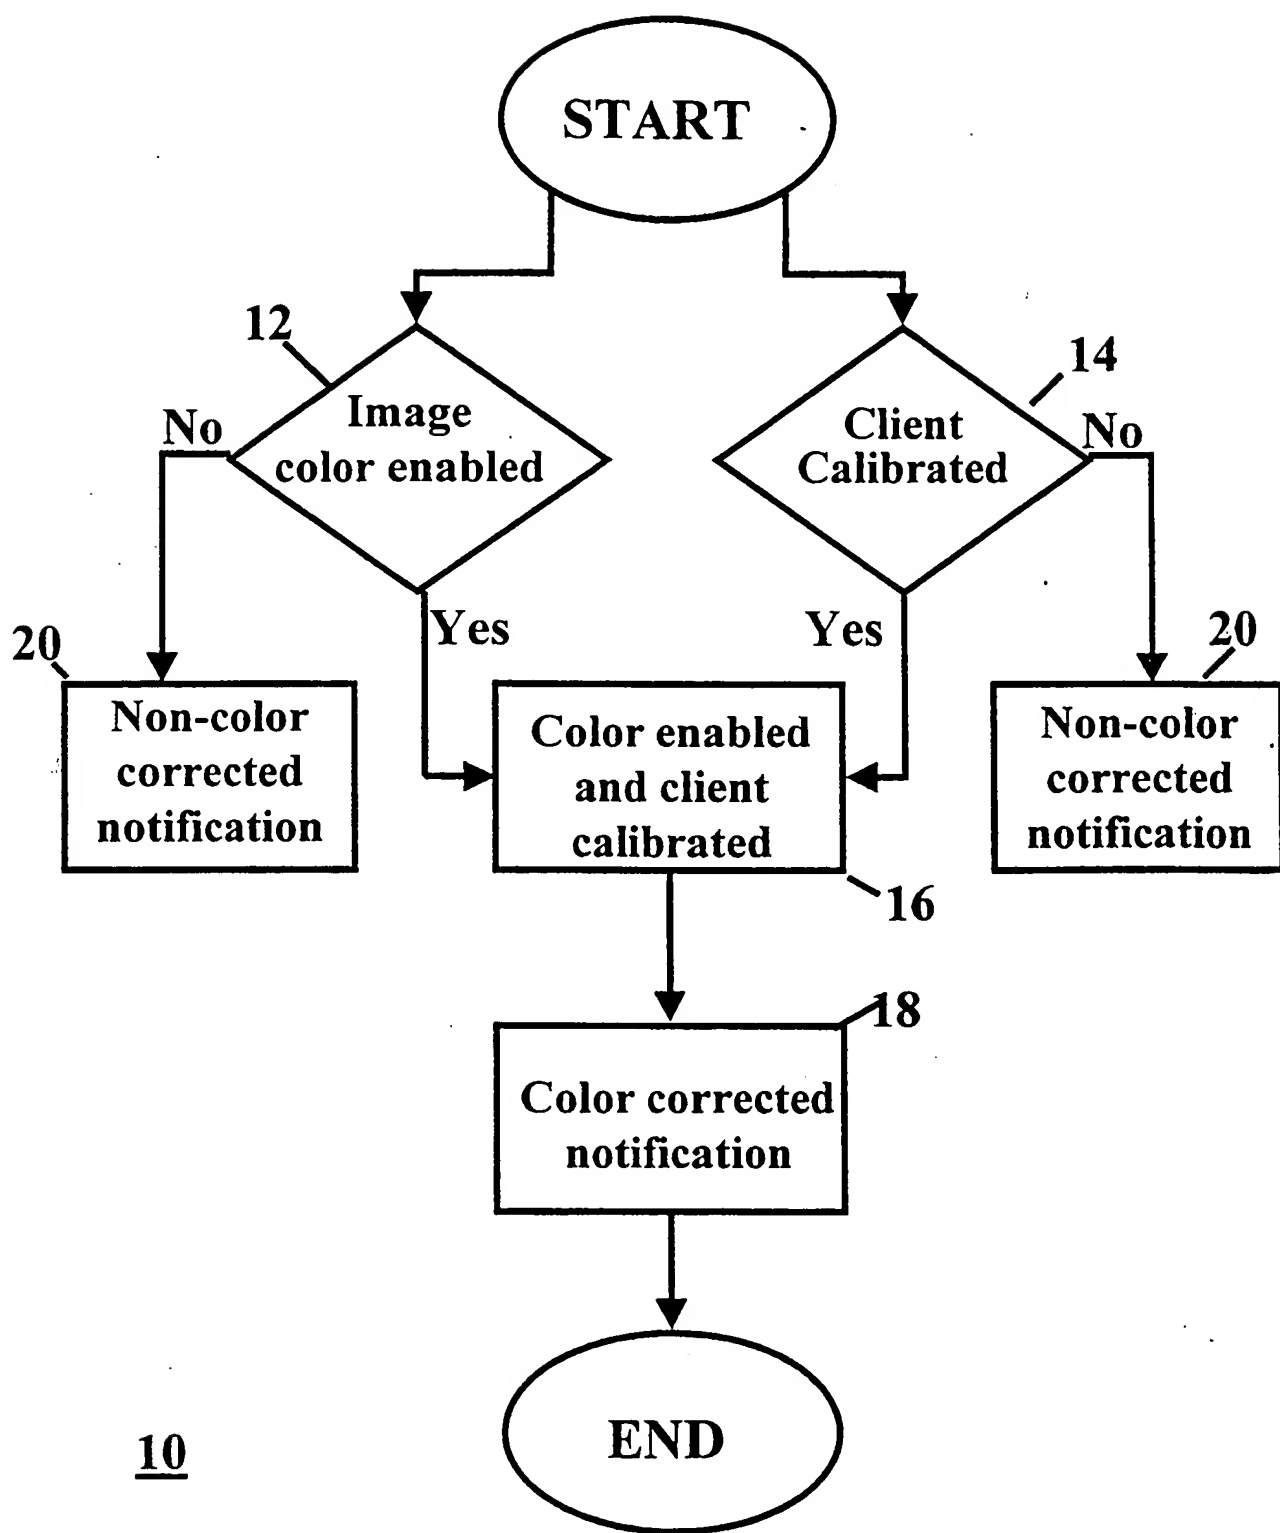 START
12
14
No
Image
color enabled
Client
Calibrated
No
20
Yes
Yes
20
Non-color
corrected
notification
Color enabled
and client
calibrated
Non-color
corrected
notification
16
18
Color corrected
notification
END
10